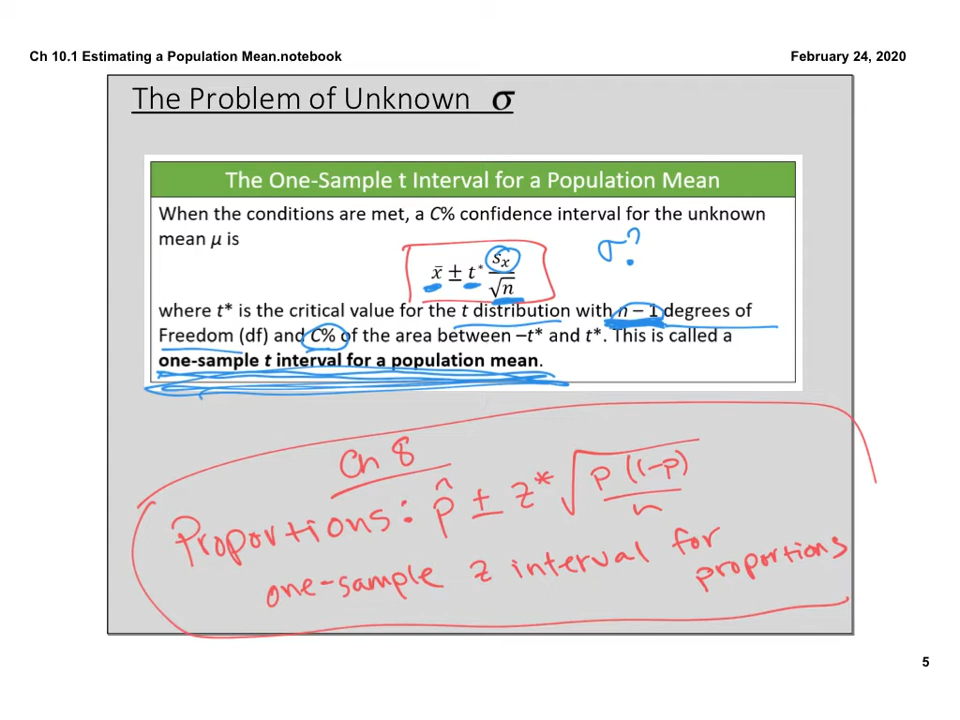 Ch 10.1 Estimating a Population Mean.notebook
February 24, 2020
The Problem of Unknown σ
The One-Sample t Interval for a Population Mean
When the conditions are met, a C% confidence interval for the unknown
mean μ is
σ?
x̄ ± t* sₓ/√n
where t* is the critical value for the t distribution with n – 1 degrees of
Freedom (df) and C% of the area between –t* and t*. This is called a
one-sample t interval for a population mean.
Ch 8
Proportions: p̂ ± z* √(p(1-p)/n)
one-sample z interval for proportions
5